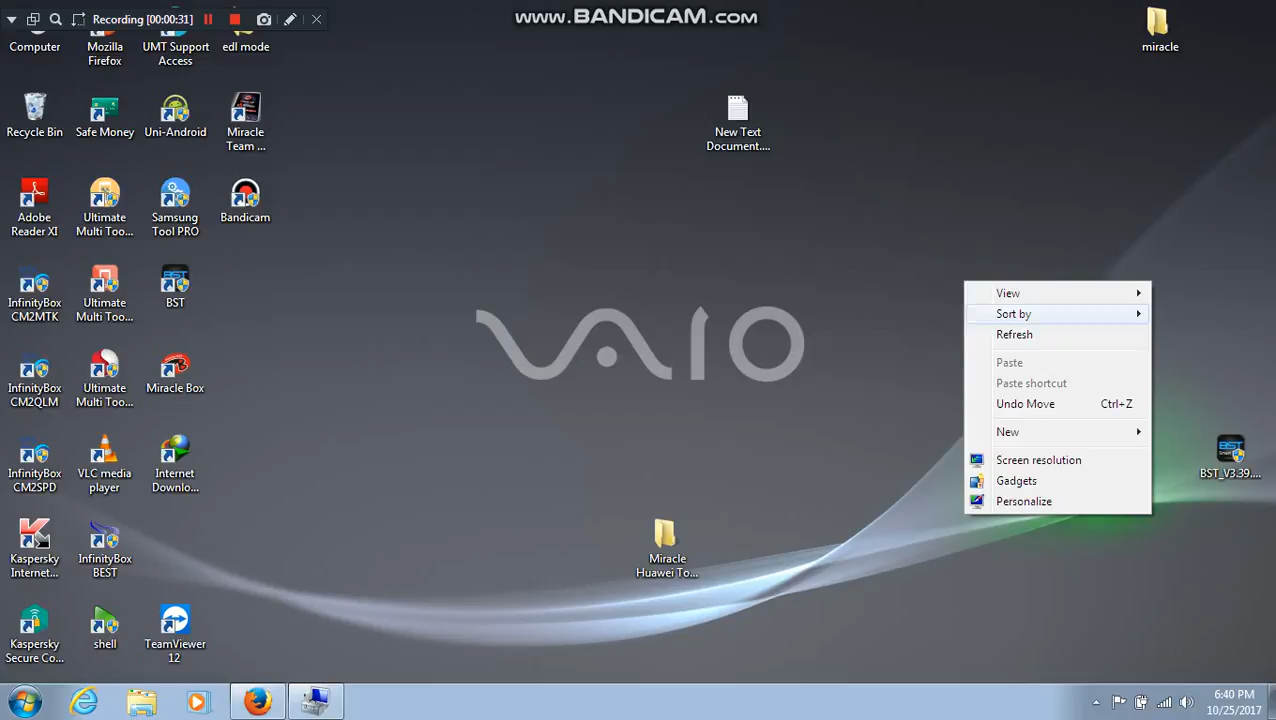 Recording [00:00:31]
www.BANDICAM.com
Computer
Mozilla
Firefox
UMT Support
Access
edl mode
miracle
Recycle Bin
Safe Money
Uni-Android
Miracle
Team ...
New Text
Document....
Adobe
Reader XI
Ultimate
Multi Too...
Samsung
Tool PRO
Bandicam
InfinityBox
CM2MTK
Ultimate
Multi Too...
BST
BST
View
Sort by
Refresh
Paste
Paste shortcut
Undo Move Ctrl+Z
New
Screen resolution
Gadgets
Personalize
VAIO
InfinityBox
CM2QLM
Ultimate
Multi Too...
Miracle Box
InfinityBox
CM2SPD
VLC media
player
Internet
Downlo...
BST
BST_V3.39....
Kaspersky
Internet...
InfinityBox
BEST
Miracle
Huawei To...
Kaspersky
Secure Co...
shell
TeamViewer
12
6:40 PM
10/25/2017